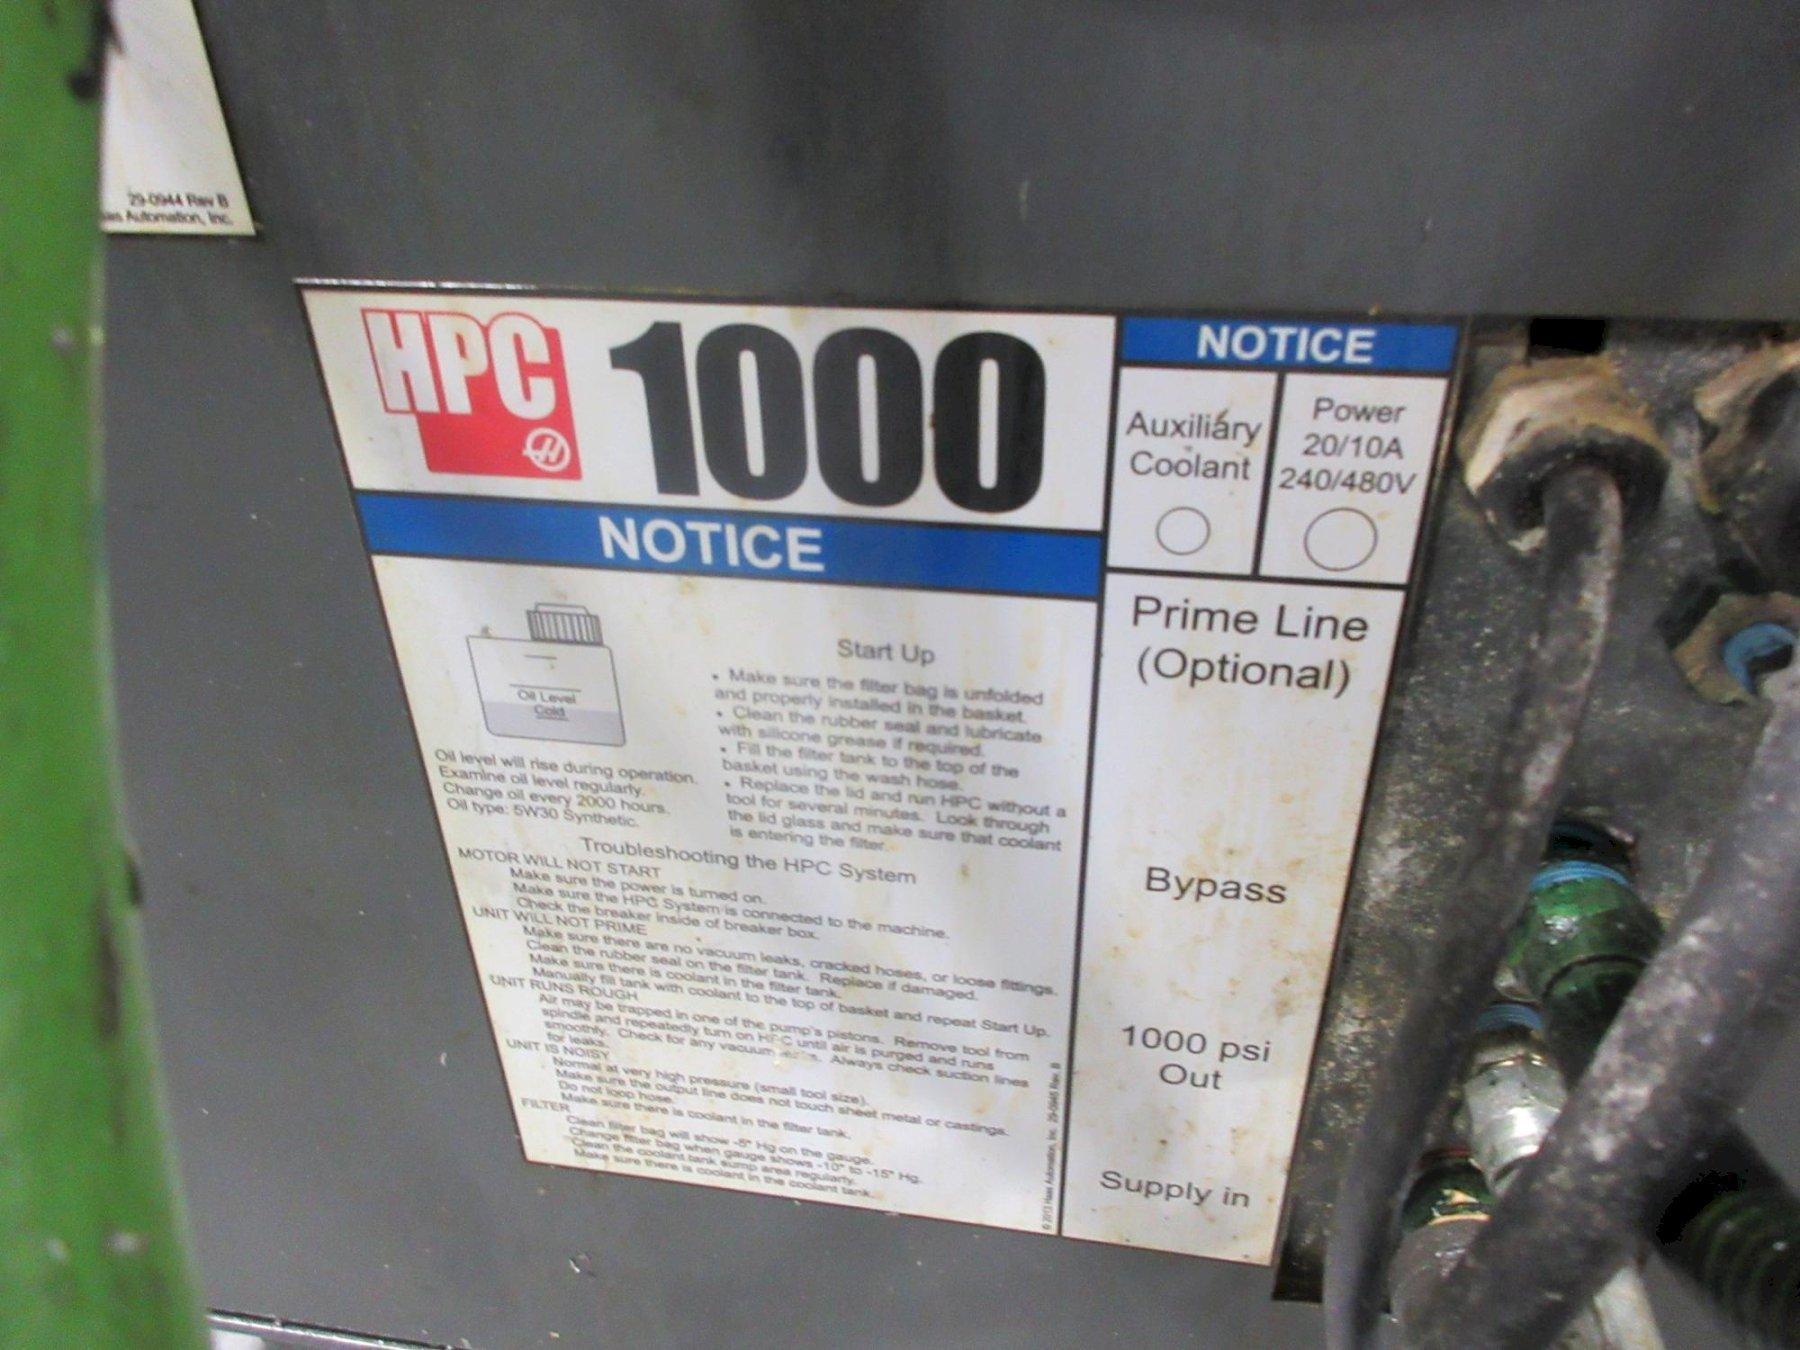 29-0944 Rev B
Automation, Inc.
HPC 1000
NOTICE
Oil Level
Cold
Oil level will rise during operation.
Examine oil level regularly.
Change oil every 2000 hours.
Oil type: 5W30 Synthetic.
Start Up
• Make sure the filter bag is unfolded
and properly installed in the basket.
• Clean the rubber seal and lubricate
with silicone grease if required.
• Fill the filter tank to the top of the
basket using the wash hose.
• Replace the lid and run HPC without a
tool for several minutes. Look through
the lid glass and make sure that coolant
is entering the filter.
Troubleshooting the HPC System
MOTOR WILL NOT START
Make sure the power is turned on.
Make sure the HPC System is connected to the machine.
Check the breaker inside of breaker box.
UNIT WILL NOT PRIME
Make sure there are no vacuum leaks, cracked hoses, or loose fittings.
Clean the rubber seal on the filter tank. Replace if damaged.
Make sure there is coolant in the filter tank.
Manually fill tank with coolant to the top of basket and repeat Start Up.
UNIT RUNS ROUGH
Air may be trapped in one of the pump's pistons. Remove tool from
spindle and repeatedly turn on HPC until air is purged and runs
smoothly. Check for any vacuum Always check suction lines
for leaks.
UNIT IS NOISY
Normal at very high pressure (small tool size).
Make sure the output line does not touch sheet metal or castings.
Do not loop hose.
Make sure there is coolant in the filter tank.
FILTER
Clean filter bag will show -5" Hg on the gauge.
Change filter bag when gauge shows -10" to -15" Hg.
Clean the coolant tank sump area regularly.
Make sure there is coolant in the coolant tank.
© 2013 Haas Automation, Inc. 29-0945 Rev. B
NOTICE
Auxiliary
Coolant
Power
20/10A
240/480V
Prime Line
(Optional)
Bypass
1000 psi
Out
Supply in